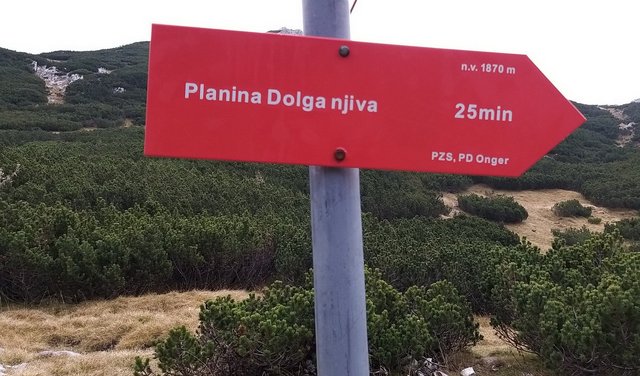 n.v. 1870 m
Planina Dolga njiva 25min
PZS, PD Onger